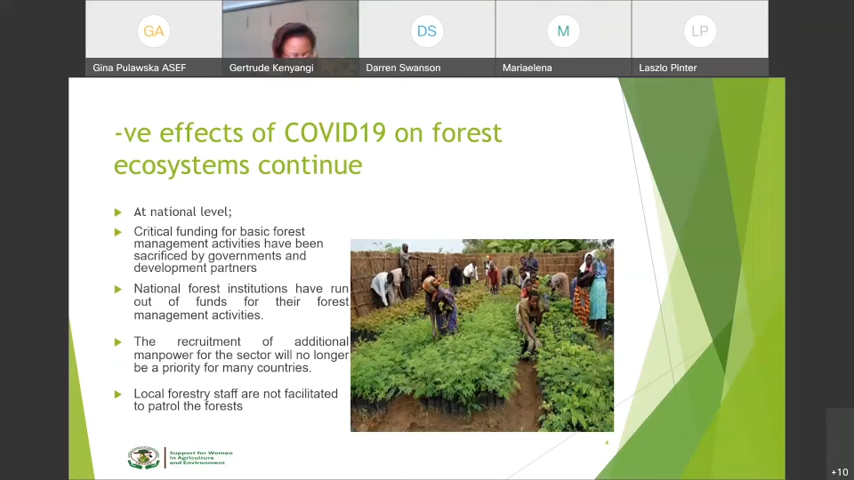 GA
DS
M
LP
Gina Pulawska ASEF
Gertrude Kenyangi
Darren Swanson
Mariaelena
Laszlo Pinter
-ve effects of COVID19 on forest
ecosystems continue
At national level;
Critical funding for basic forest
management activities have been
sacrificed by governments and
development partners
National forest institutions have run
out of funds for their forest
management activities.
The recruitment of additional
manpower for the sector will no longer
be a priority for many countries.
Local forestry staff are not facilitated
to patrol the forests
4
Support for Women
in Agriculture
and Environment
+10